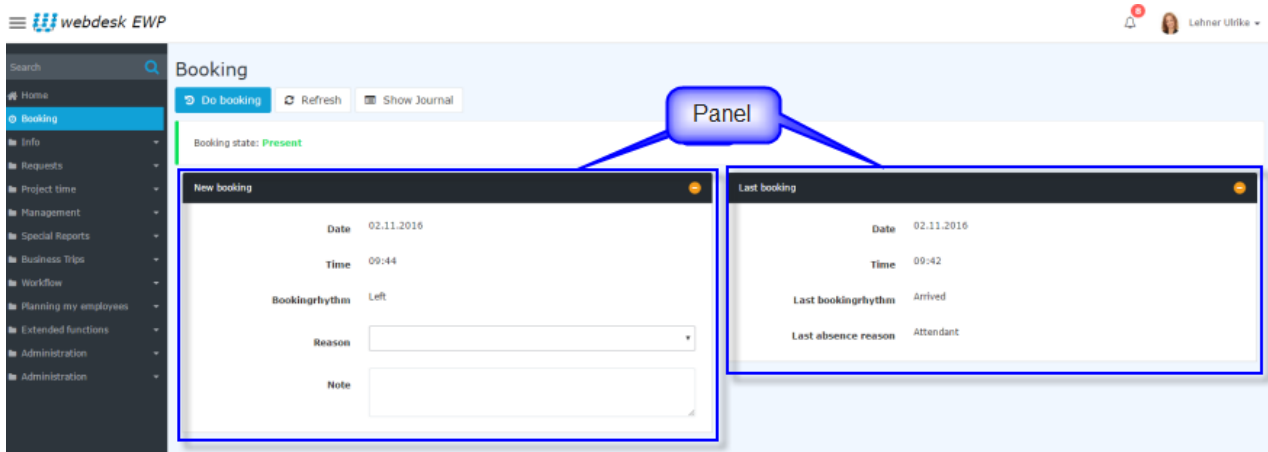 webdesk EWP
8
Lehner Ulrike
Search
Home
Booking
Info
Requests
Project time
Management
Special Reports
Business Trips
Workflow
Planning my employees
Extended functions
Administration
Administration
Booking
Do booking Refresh Show Journal
Panel
Booking state: Present
New booking
Date 02.11.2016
Time 09:44
Bookingrhythm Left
Reason
Note
Last booking
Date 02.11.2016
Time 09:42
Last bookingrhythm Arrived
Last absence reason Attendant